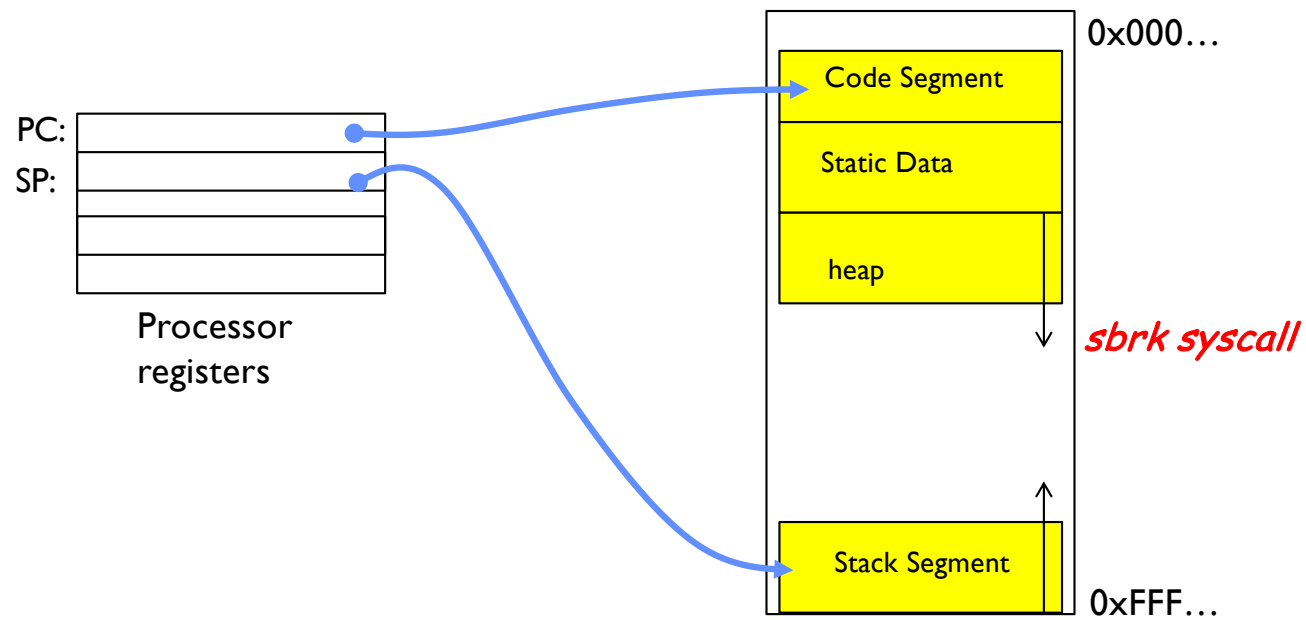 0x000…
Code Segment
PC:
Static Data
SP:
heap
Processor
registers
sbrk syscall
Stack Segment
0xFFF…